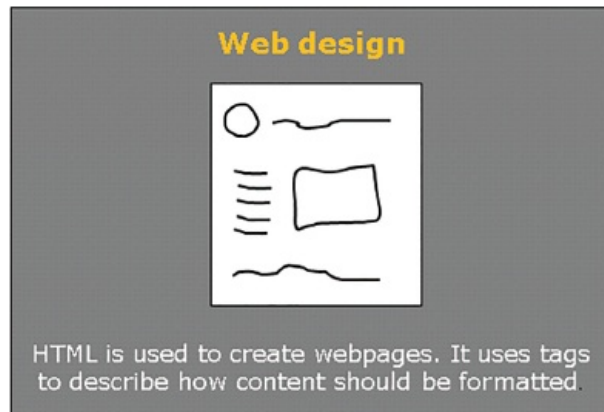 Web design
HTML is used to create webpages. It uses tags
to describe how content should be formatted.